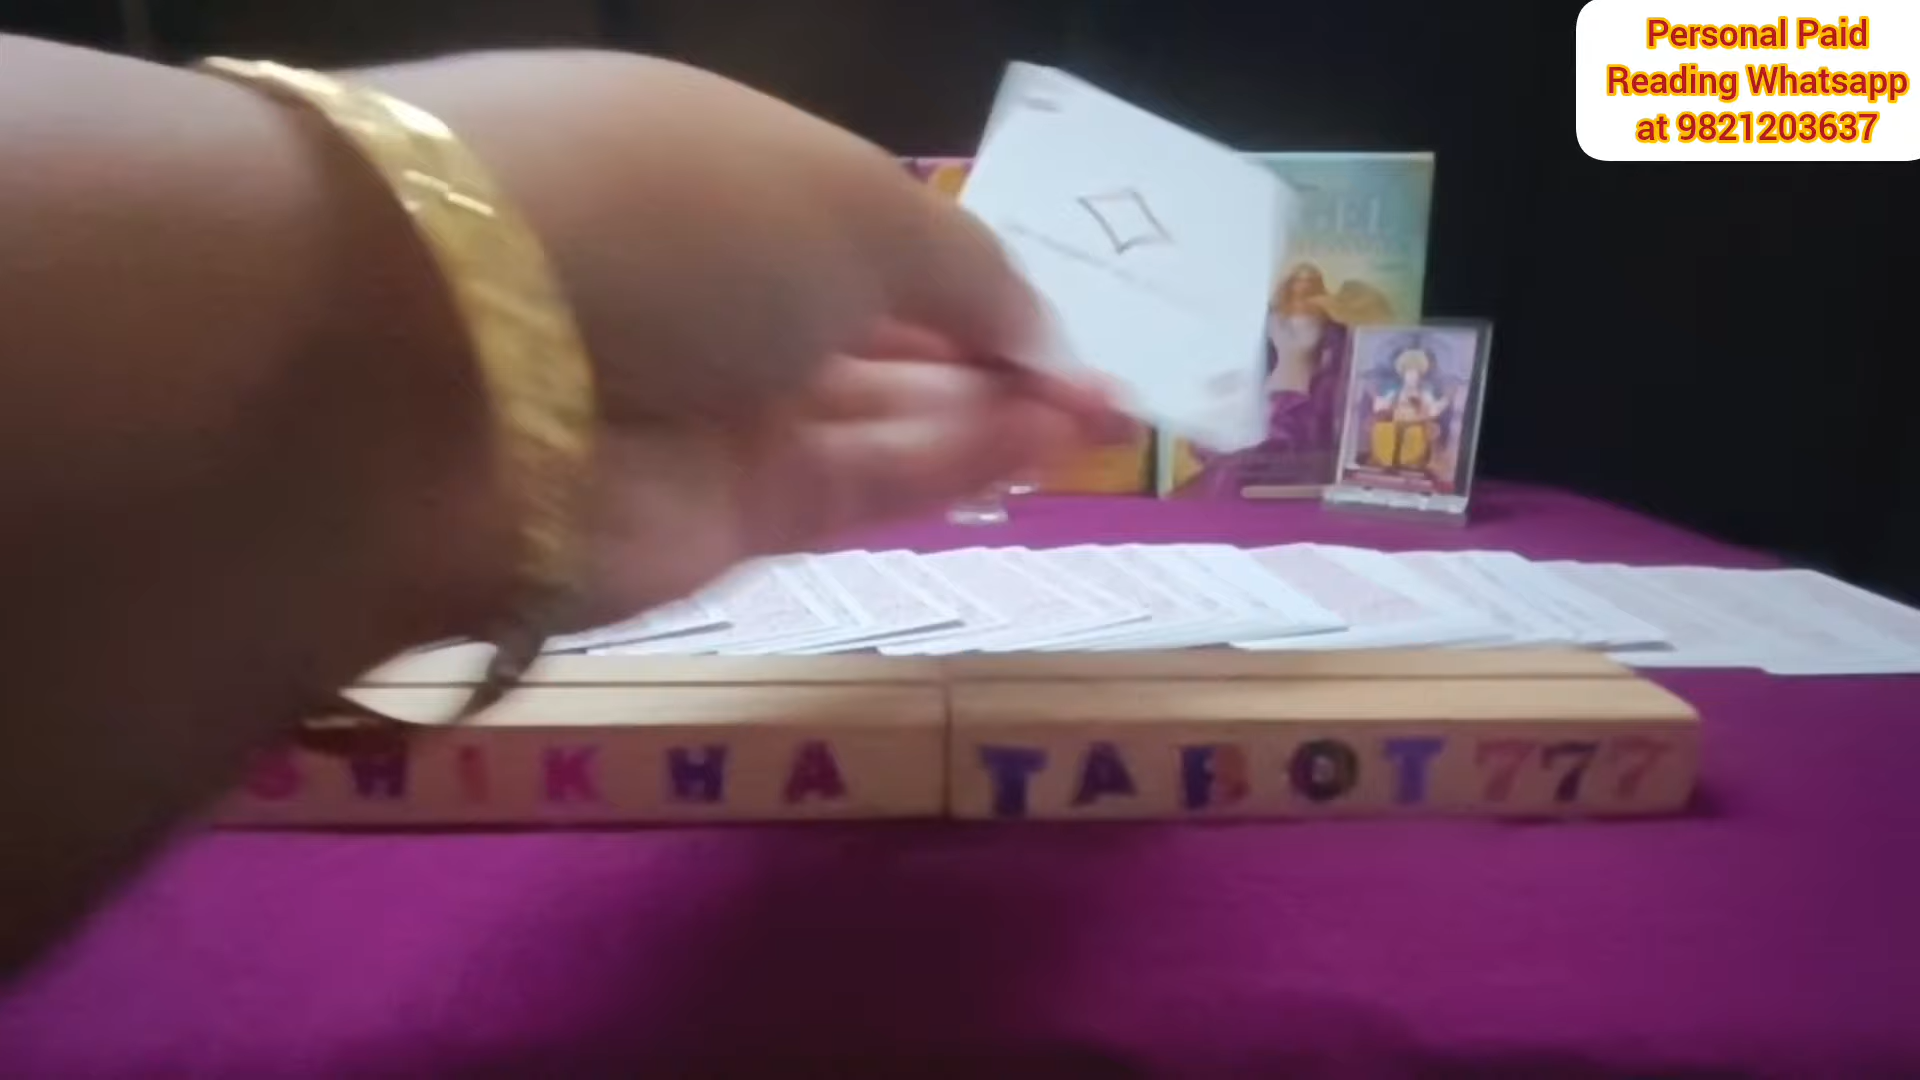 Personal Paid
Reading Whatsapp
at 9821203637
SHIKHA TAROT 777